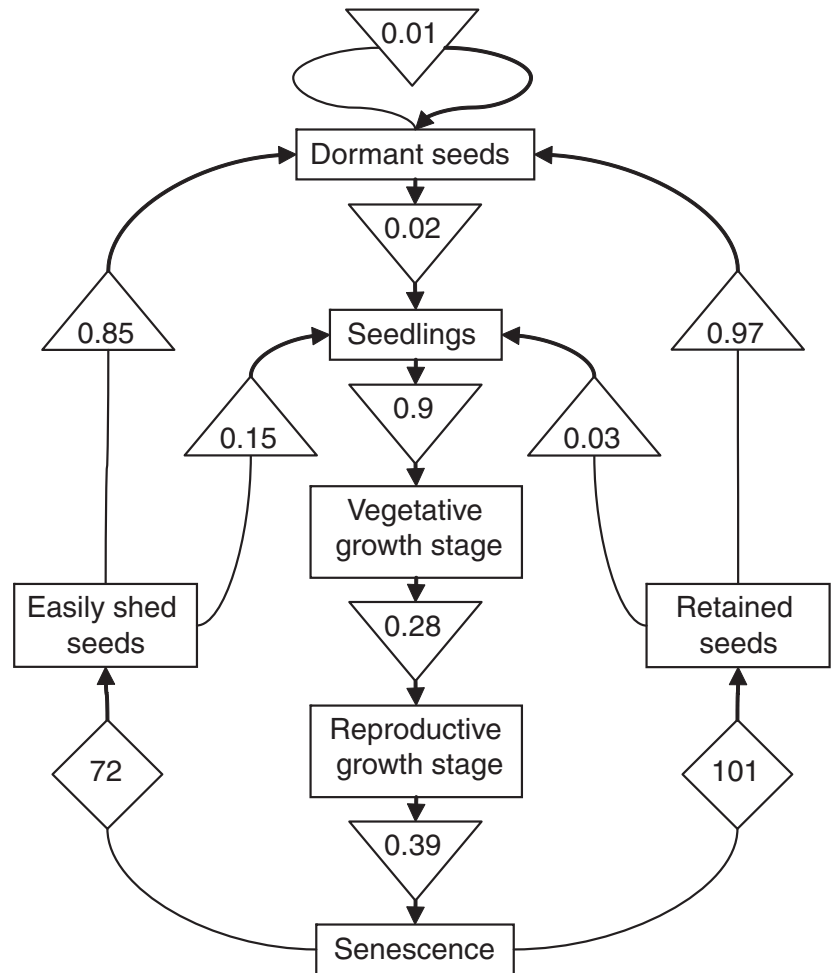 0.01
Dormant seeds
0.02
0.85
Seedlings
0.97
0.9
0.15
0.03
Vegetative
growth stage
Easily shed
seeds
0.28
Retained
seeds
Reproductive
growth stage
72
101
0.39
Senescence